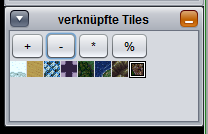 verknüpfte Tiles
+ - * %